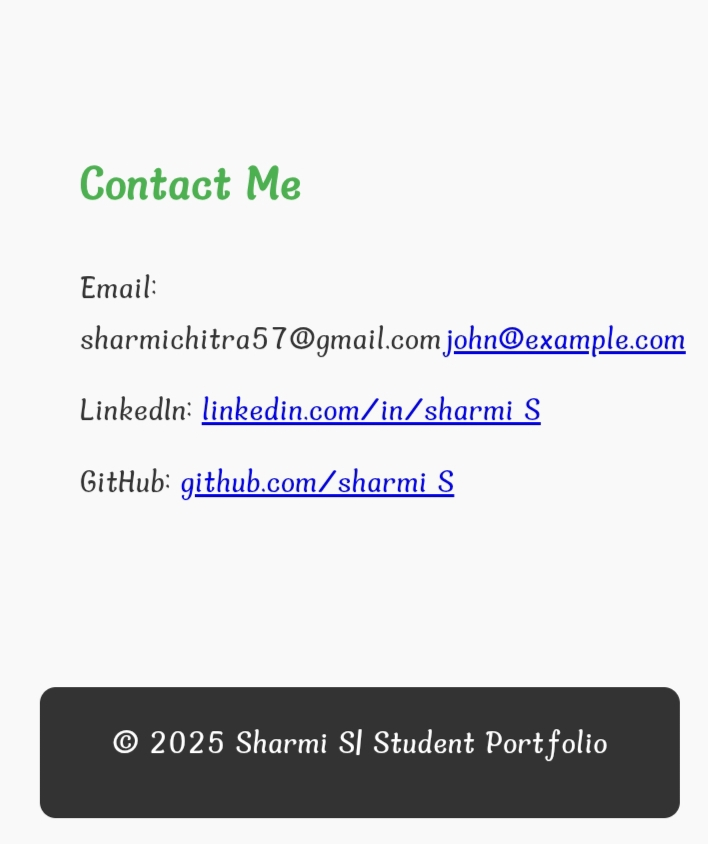 Contact Me
Email:
sharmichitra57@gmail.comjohn@example.com
LinkedIn: linkedin.com/in/sharmi S
GitHub: github.com/sharmi S
© 2025 Sharmi S| Student Portfolio